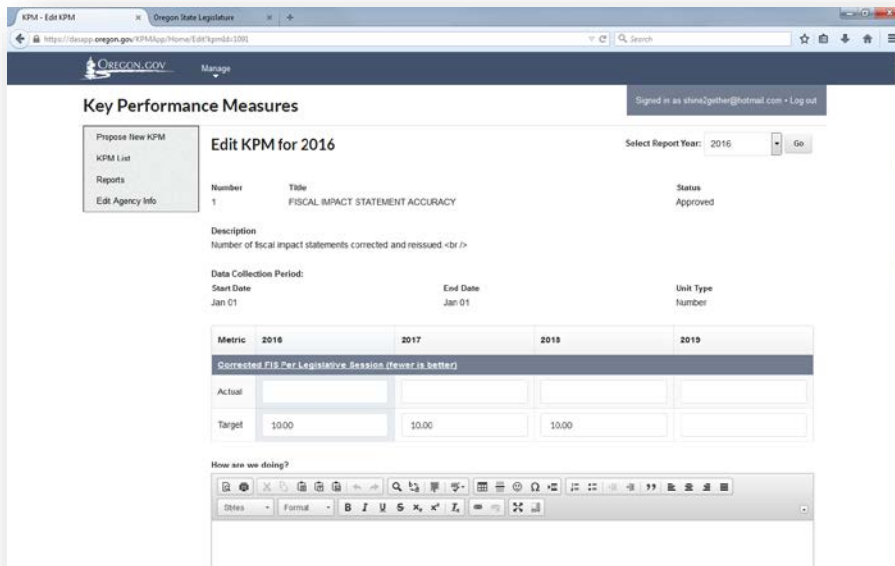 KPM - Edit KPM
Oregon State Legislature
https://dasapp.oregon.gov/KPMApp/Home/Edit?kpmId=1091
Search
OREGON.GOV
Manage
Key Performance Measures
Signed in as shine2gether@hotmail.com • Log out
Propose New KPM
KPM List
Reports
Edit Agency Info
Edit KPM for 2016
Select Report Year: 2016 Go
Number Title Status
1 FISCAL IMPACT STATEMENT ACCURACY Approved
Description
Number of fiscal impact statements corrected and reissued.<br />
Data Collection Period:
Start Date End Date Unit Type
Jan 01 Jan 01 Number
Metric 2016 2017 2018 2019
Corrected FIS Per Legislative Session (fewer is better)
Actual
Target 10.00 10.00 10.00
How are we doing?
Styles Format B I U S x₂ x² Ix